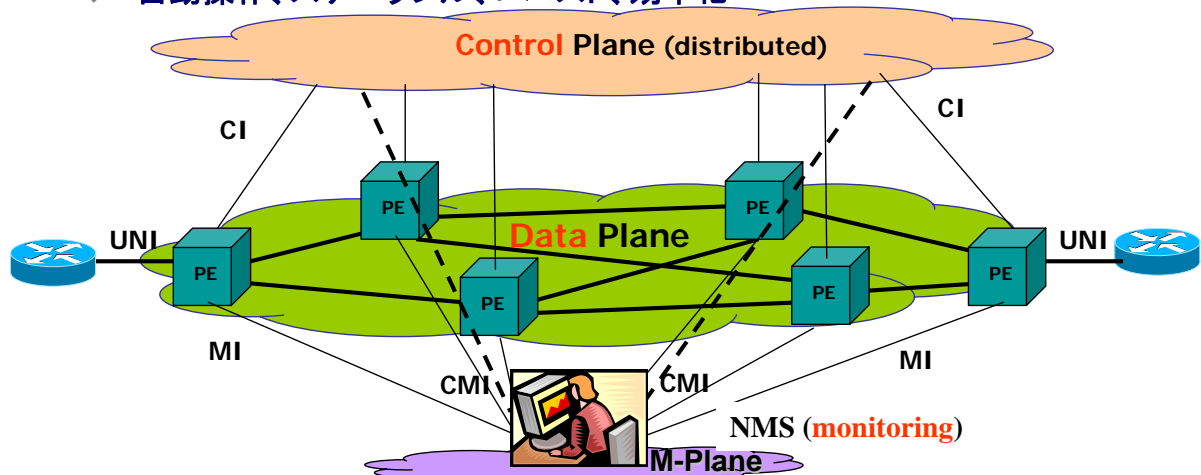 Control Plane (distributed)
CI
CI
PE
PE
UNI
Data Plane
UNI
PE
PE
PE
PE
MI
MI
CMI
CMI
NMS (monitoring)
M-Plane